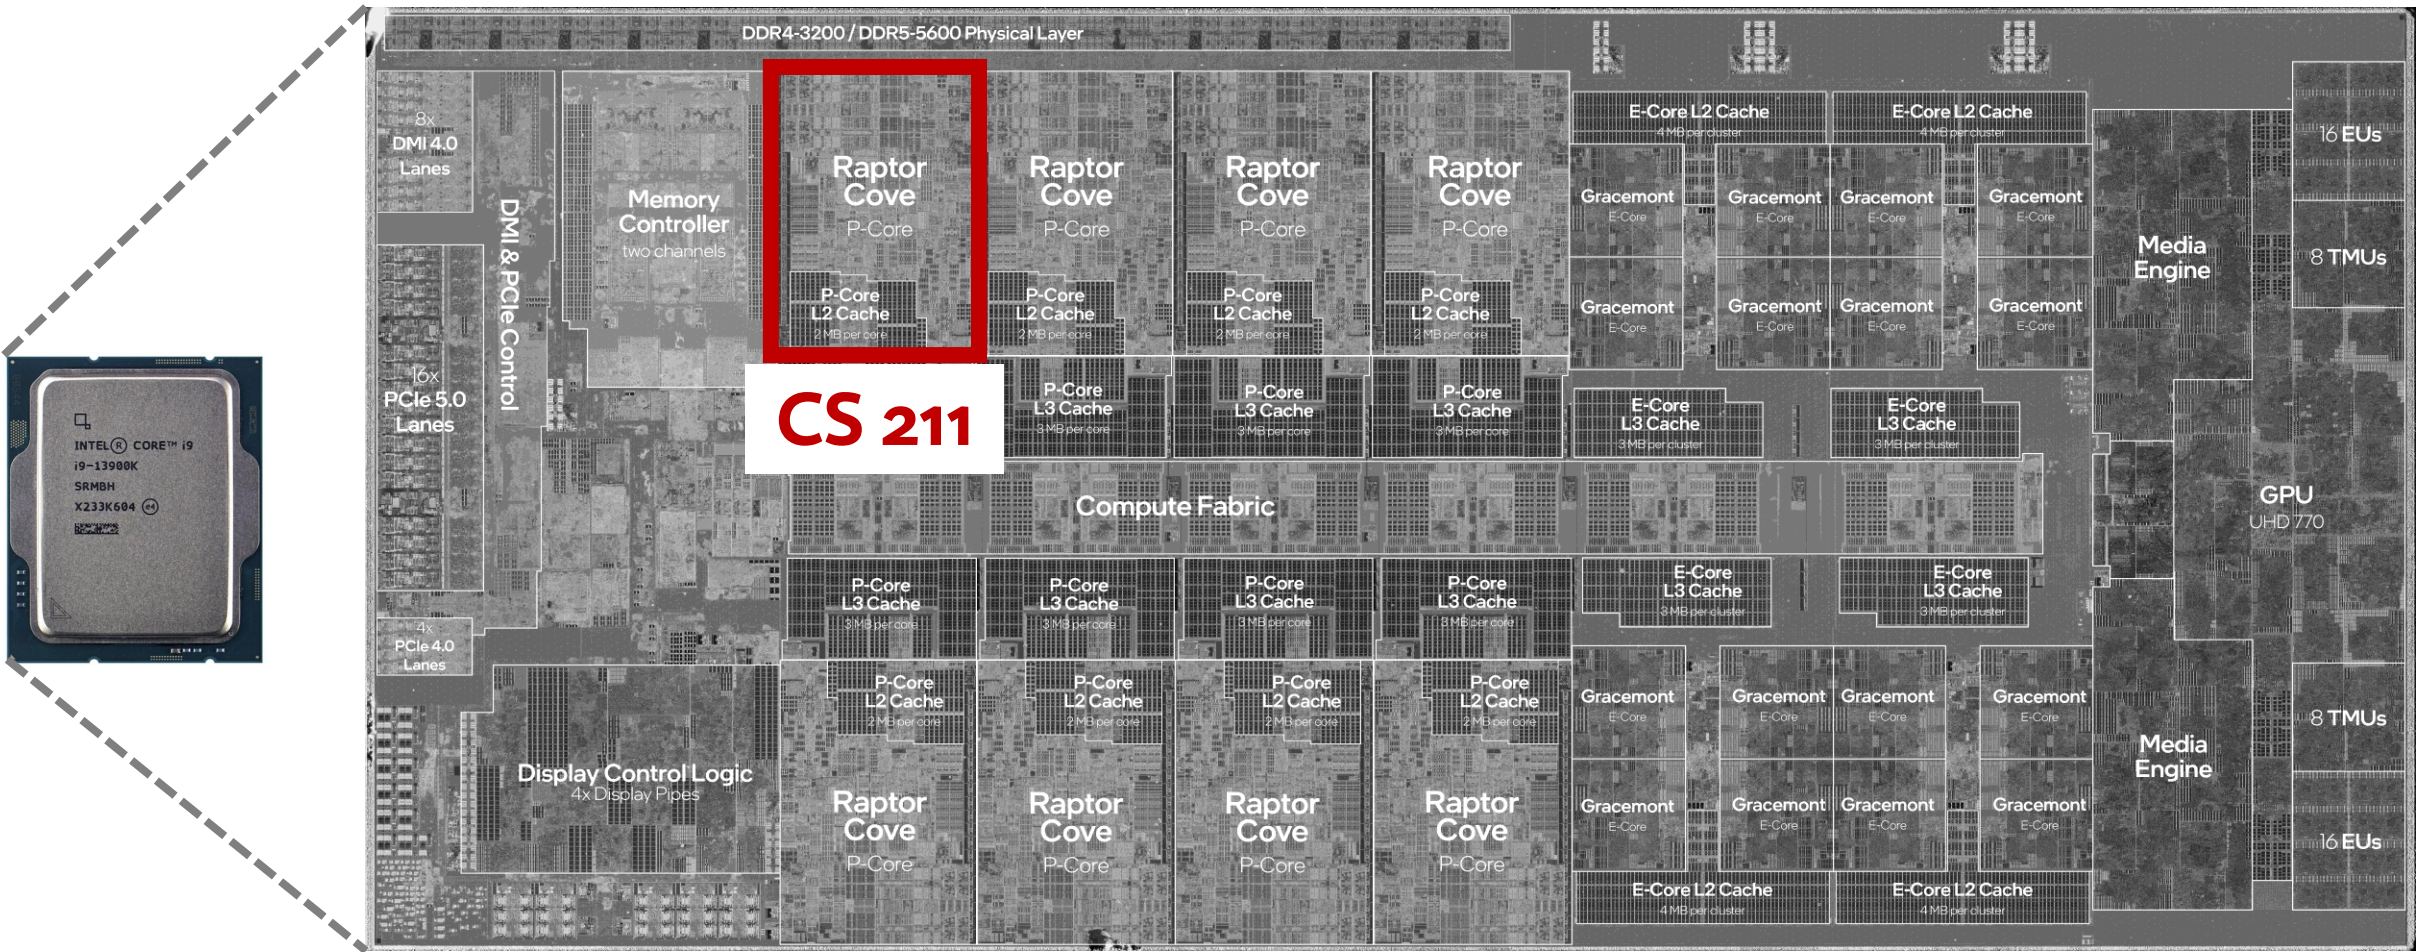 DDR4-3200 / DDR5-5600 Physical Layer
8x
DMI 4.0
Lanes
DMI & PCIe Control
16x
PCIe 5.0
Lanes
4x
PCIe 4.0
Lanes
Memory
Controller
two channels
Raptor
Cove
P-Core
P-Core
L2 Cache
2 MB per core
Raptor
Cove
P-Core
P-Core
L2 Cache
2 MB per core
Raptor
Cove
P-Core
P-Core
L2 Cache
2 MB per core
Raptor
Cove
P-Core
P-Core
L2 Cache
2 MB per core
E-Core L2 Cache
4 MB per cluster
E-Core L2 Cache
4 MB per cluster
Gracemont
E-Core
Gracemont
E-Core
Gracemont
E-Core
Gracemont
E-Core
Gracemont
E-Core
Gracemont
E-Core
Gracemont
E-Core
Gracemont
E-Core
Media
Engine
16 EUs
8 TMUs
CS 211
P-Core
L3 Cache
3 MB per core
P-Core
L3 Cache
3 MB per core
P-Core
L3 Cache
3 MB per core
E-Core
L3 Cache
3 MB per cluster
E-Core
L3 Cache
3 MB per cluster
INTEL® CORE™ i9
i9-13900K
SRMBH
X233K604 e4
Compute Fabric
GPU
UHD 770
P-Core
L3 Cache
3 MB per core
P-Core
L3 Cache
3 MB per core
P-Core
L3 Cache
3 MB per core
P-Core
L3 Cache
3 MB per core
E-Core
L3 Cache
3 MB per cluster
E-Core
L3 Cache
3 MB per cluster
Display Control Logic
4x Display Pipes
P-Core
L2 Cache
2 MB per core
Raptor
Cove
P-Core
P-Core
L2 Cache
2 MB per core
Raptor
Cove
P-Core
P-Core
L2 Cache
2 MB per core
Raptor
Cove
P-Core
P-Core
L2 Cache
2 MB per core
Raptor
Cove
P-Core
Gracemont
E-Core
Gracemont
E-Core
Gracemont
E-Core
Gracemont
E-Core
Gracemont
E-Core
Gracemont
E-Core
Gracemont
E-Core
Gracemont
E-Core
E-Core L2 Cache
4 MB per cluster
E-Core L2 Cache
4 MB per cluster
Media
Engine
8 TMUs
16 EUs